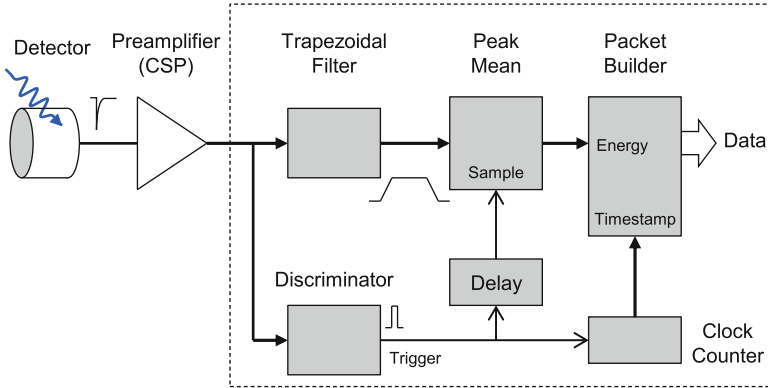 Detector
Preamplifier
(CSP)
Trapezoidal
Filter
Peak
Mean
Packet
Builder
Sample
Energy
Timestamp
Data
Discriminator
Delay
Trigger
Clock
Counter